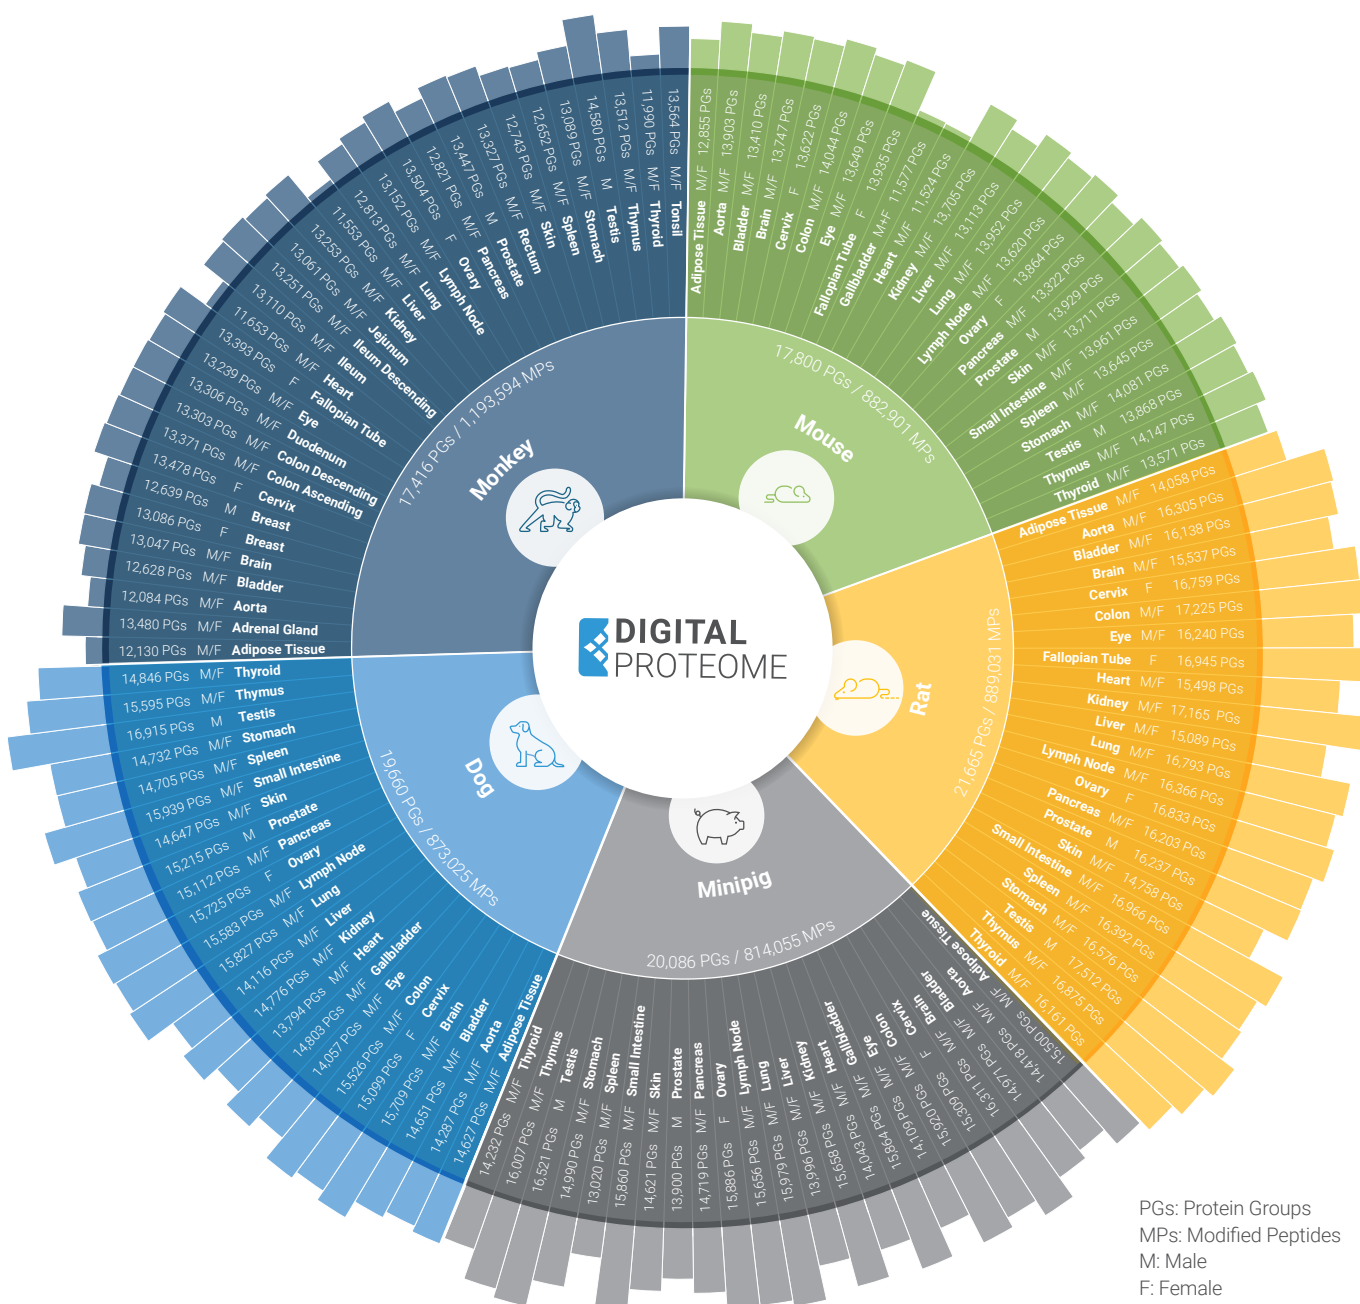 DIGITAL
PROTEOME
Mouse
17,800 PGs / 882,901 MPs
Adipose Tissue M/F 12,855 PGs
Aorta M/F 13,903 PGs
Bladder M/F 13,410 PGs
Brain M/F 13,747 PGs
Cervix F 13,622 PGs
Colon M/F 14,044 PGs
Eye M/F 13,649 PGs
Fallopian Tube F 13,935 PGs
Gallbladder M+F 11,577 PGs
Heart M/F 11,524 PGs
Kidney M/F 13,705 PGs
Liver M/F 13,113 PGs
Lung M/F 13,952 PGs
Lymph Node M/F 13,620 PGs
Ovary F 13,864 PGs
Pancreas M/F 13,322 PGs
Prostate M 13,929 PGs
Skin M/F 13,711 PGs
Small Intestine M/F 13,961 PGs
Spleen M/F 13,645 PGs
Stomach M/F 14,081 PGs
Testis M 13,868 PGs
Thymus M/F 14,147 PGs
Thyroid M/F 13,571 PGs
Rat
21,665 PGs / 889,031 MPs
Adipose Tissue M/F 14,058 PGs
Aorta M/F 16,305 PGs
Bladder M/F 16,138 PGs
Brain M/F 15,537 PGs
Cervix F 16,759 PGs
Colon M/F 17,225 PGs
Eye M/F 16,240 PGs
Fallopian Tube F 16,945 PGs
Heart M/F 15,498 PGs
Kidney M/F 17,165 PGs
Liver M/F 15,089 PGs
Lung M/F 16,793 PGs
Lymph Node M/F 16,366 PGs
Ovary F 16,833 PGs
Pancreas M/F 16,203 PGs
Prostate M 16,237 PGs
Skin M/F 14,758 PGs
Small Intestine M/F 16,966 PGs
Spleen M/F 16,392 PGs
Stomach M/F 16,576 PGs
Testis M 17,512 PGs
Thymus M/F 16,875 PGs
Thyroid M/F 16,161 PGs
Minipig
20,086 PGs / 814,055 MPs
Adipose Tissue M/F 15,500 PGs
Aorta M/F 14,418 PGs
Bladder M/F 14,971 PGs
Brain M/F 16,311 PGs
Cervix F 15,309 PGs
Colon M/F 15,920 PGs
Eye M/F 14,109 PGs
Gallbladder M/F 15,864 PGs
Heart M/F 14,043 PGs
Kidney M/F 15,658 PGs
Liver M/F 13,996 PGs
Lung M/F 15,979 PGs
Lymph Node M/F 15,656 PGs
Ovary F 15,886 PGs
Pancreas M/F 14,719 PGs
Prostate M 13,900 PGs
Skin M/F 14,621 PGs
Small Intestine M/F 15,860 PGs
Spleen M/F 13,020 PGs
Stomach M/F 14,990 PGs
Testis M 16,521 PGs
Thymus M/F 16,007 PGs
Thyroid M/F 14,232 PGs
Dog
19,660 PGs / 873,025 MPs
14,627 PGs M/F Adipose Tissue
14,287 PGs M/F Aorta
14,651 PGs M/F Bladder
15,709 PGs M/F Brain
15,099 PGs F Cervix
15,526 PGs M/F Colon
14,057 PGs M/F Eye
14,803 PGs M/F Gallbladder
13,794 PGs M/F Heart
14,776 PGs M/F Kidney
14,116 PGs M/F Liver
15,827 PGs M/F Lung
15,583 PGs M/F Lymph Node
15,725 PGs F Ovary
15,112 PGs M/F Pancreas
15,215 PGs M Prostate
14,647 PGs M/F Skin
15,939 PGs M/F Small Intestine
14,705 PGs M/F Spleen
14,732 PGs M/F Stomach
16,915 PGs M Testis
15,595 PGs M/F Thymus
14,846 PGs M/F Thyroid
Monkey
17,416 PGs / 1,193,594 MPs
12,130 PGs M/F Adipose Tissue
13,480 PGs M/F Adrenal Gland
12,084 PGs M/F Aorta
12,628 PGs M/F Bladder
13,047 PGs M/F Brain
13,086 PGs F Breast
12,639 PGs M Breast
13,478 PGs F Cervix
13,371 PGs M/F Colon Ascending
13,303 PGs M/F Colon Descending
13,306 PGs M/F Duodenum
13,239 PGs M/F Eye
13,393 PGs F Fallopian Tube
11,653 PGs M/F Heart
13,110 PGs M/F Ileum
13,251 PGs M/F Ileum Descending
13,061 PGs M/F Jejunum
13,253 PGs M/F Kidney
11,553 PGs M/F Liver
12,813 PGs M/F Lung
13,152 PGs M/F Lymph Node
13,504 PGs F Ovary
12,821 PGs M/F Pancreas
13,447 PGs M Prostate
13,327 PGs M/F Rectum
12,743 PGs M/F Skin
12,652 PGs M/F Spleen
13,089 PGs M/F Stomach
14,580 PGs M Testis
13,512 PGs M/F Thymus
11,990 PGs M/F Thyroid
13,564 PGs M/F Tonsil
PGs: Protein Groups
MPs: Modified Peptides
M: Male
F: Female